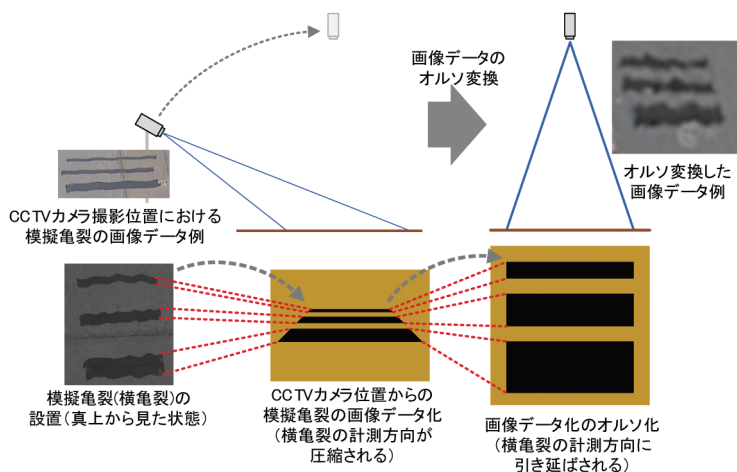 画像データの
オルソ変換
CCTVカメラ撮影位置における
模擬亀裂の画像データ例
オルソ変換した
画像データ例
模擬亀裂(横亀裂)の
設置(真上から見た状態)
CCTVカメラ位置からの
模擬亀裂の画像データ化
(横亀裂の計測方向が
圧縮される)
画像データ化のオルソ化
(横亀裂の計測方向に
引き延ばされる)